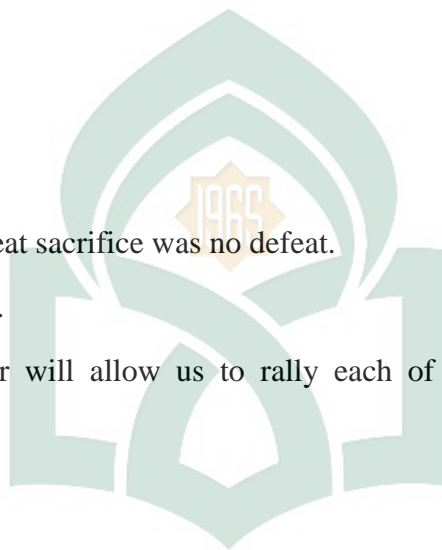 1965
eat sacrifice was no defeat.
.
r will allow us to rally each of